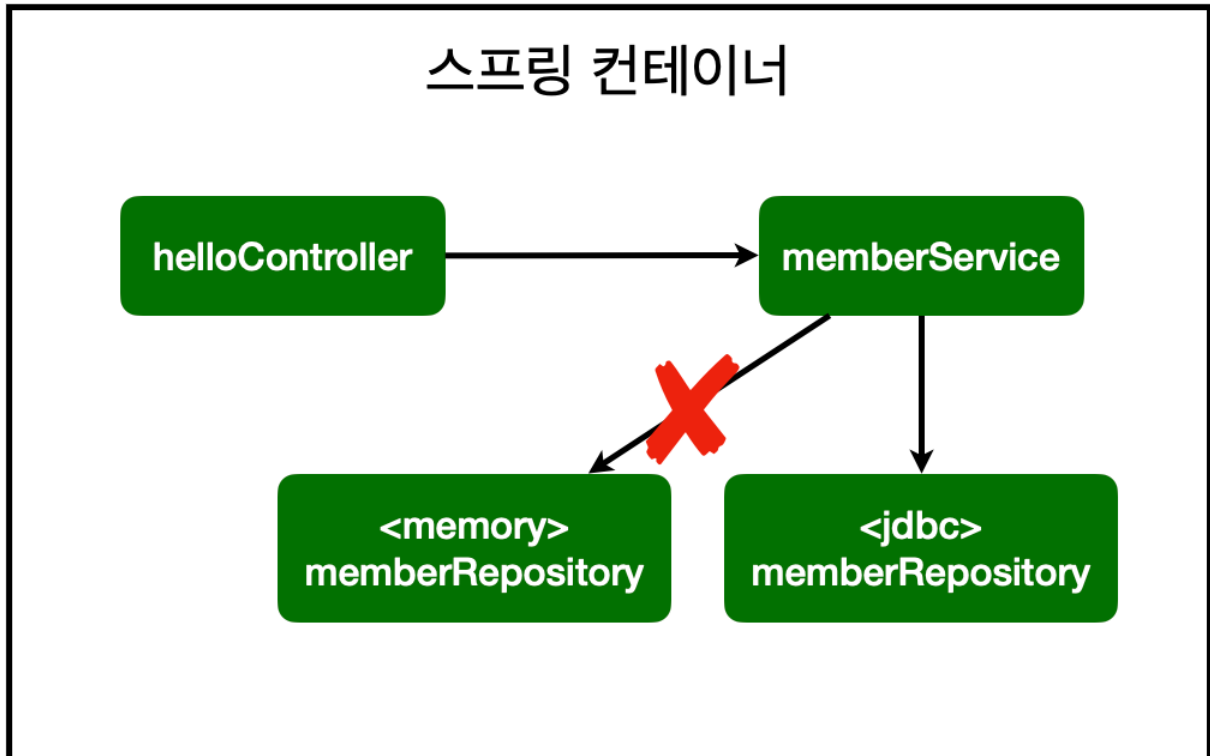 스프링 컨테이너
helloController
memberService
<memory>
memberRepository
<jdbc>
memberRepository